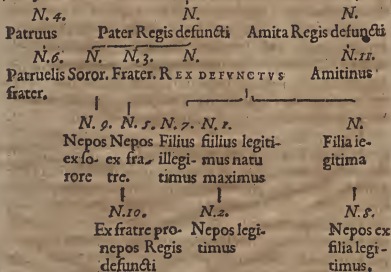 N. 4. N. N.
Patruus Pater Regis defuncti Amita Regis defuncti
N.6. N. N.3. N. N.11.
Patruelis Soror. Frater. REX DEFVNCTVS Amitinus
frater.
N. 9. N. 5. N. 7. N. 1. N.
Nepos Nepos Filius fiilius legiti- Filia le-
ex so- ex fra- illegi- mus natu gitima
rore tre. timus maximus
N.10. N.2. N.8.
Ex fratre pro- Nepos legi- Nepos ex
nepos Regis timus filia legi-
defuncti timus.